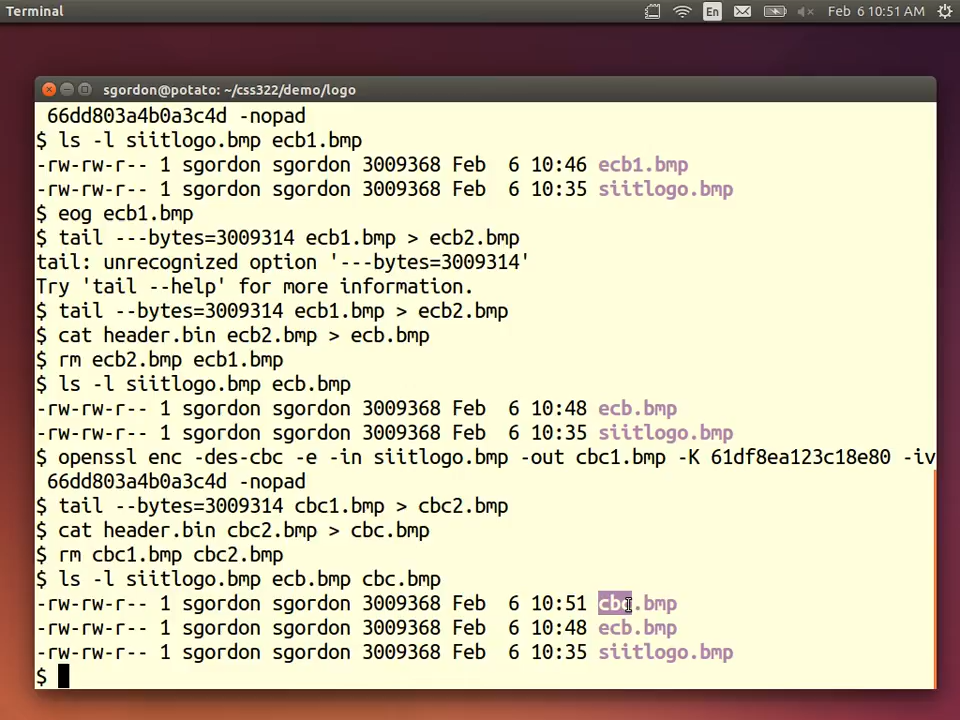 Terminal
En
Feb 6 10:51 AM
sgordon@potato: ~/css322/demo/logo
66dd803a4b0a3c4d -nopad
$ ls -l siitlogo.bmp ecb1.bmp
-rw-rw-r-- 1 sgordon sgordon 3009368 Feb  6 10:46 ecb1.bmp
-rw-rw-r-- 1 sgordon sgordon 3009368 Feb  6 10:35 siitlogo.bmp
$ eog ecb1.bmp
$ tail ---bytes=3009314 ecb1.bmp > ecb2.bmp
tail: unrecognized option '---bytes=3009314'
Try 'tail --help' for more information.
$ tail --bytes=3009314 ecb1.bmp > ecb2.bmp
$ cat header.bin ecb2.bmp > ecb.bmp
$ rm ecb2.bmp ecb1.bmp
$ ls -l siitlogo.bmp ecb.bmp
-rw-rw-r-- 1 sgordon sgordon 3009368 Feb  6 10:48 ecb.bmp
-rw-rw-r-- 1 sgordon sgordon 3009368 Feb  6 10:35 siitlogo.bmp
$ openssl enc -des-cbc -e -in siitlogo.bmp -out cbc1.bmp -K 61df8ea123c18e80 -iv
66dd803a4b0a3c4d -nopad
$ tail --bytes=3009314 cbc1.bmp > cbc2.bmp
$ cat header.bin cbc2.bmp > cbc.bmp
$ rm cbc1.bmp cbc2.bmp
$ ls -l siitlogo.bmp ecb.bmp cbc.bmp
-rw-rw-r-- 1 sgordon sgordon 3009368 Feb  6 10:51 cbc.bmp
-rw-rw-r-- 1 sgordon sgordon 3009368 Feb  6 10:48 ecb.bmp
-rw-rw-r-- 1 sgordon sgordon 3009368 Feb  6 10:35 siitlogo.bmp
$